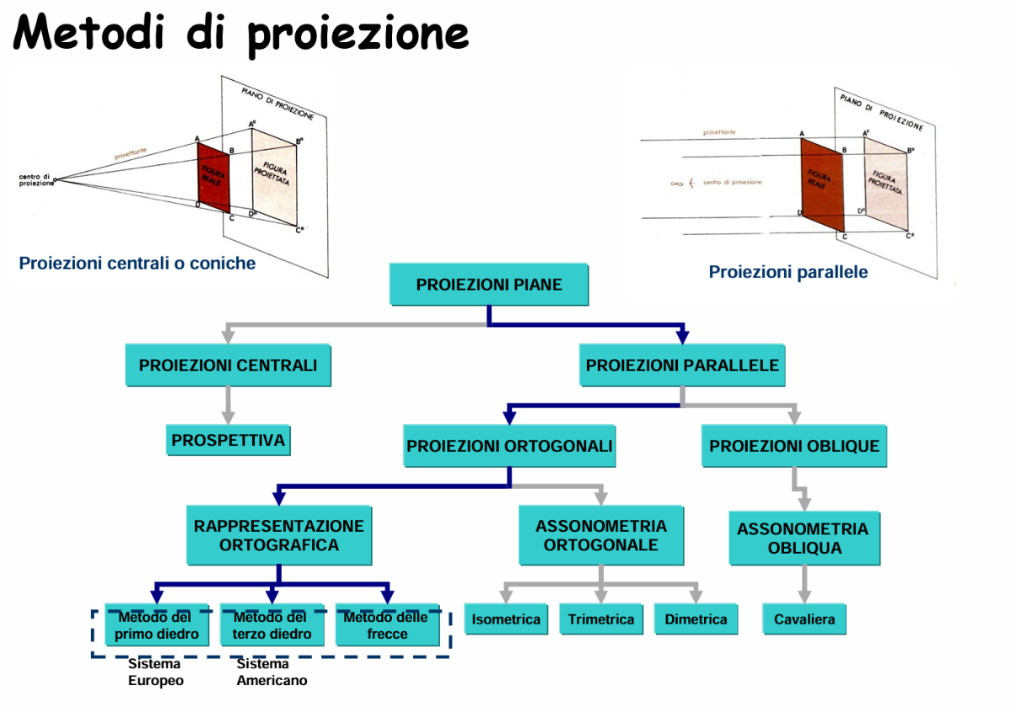 Metodi di proiezione
PIANO DI PROIEZIONE
A"
B"
A
B
proiettante
centro di
proiezione
FIGURA
REALE
FIGURA
PROIETTATA
D
D"
C
C"
Proiezioni centrali o coniche
PIANO DI PROIEZIONE
proiettante
A
A"
B
B"
centro di proiezione
FIGURA
REALE
FIGURA
PROIETTATA
D
D"
C
C"
Proiezioni parallele
PROIEZIONI PIANE
PROIEZIONI CENTRALI
PROIEZIONI PARALLELE
PROSPETTIVA
PROIEZIONI ORTOGONALI
PROIEZIONI OBLIQUE
RAPPRESENTAZIONE
ORTOGRAFICA
ASSONOMETRIA
ORTOGONALE
ASSONOMETRIA
OBLIQUA
Metodo del
primo diedro
Metodo del
terzo diedro
Metodo delle
frecce
Isometrica
Trimetrica
Dimetrica
Cavaliera
Sistema
Europeo
Sistema
Americano